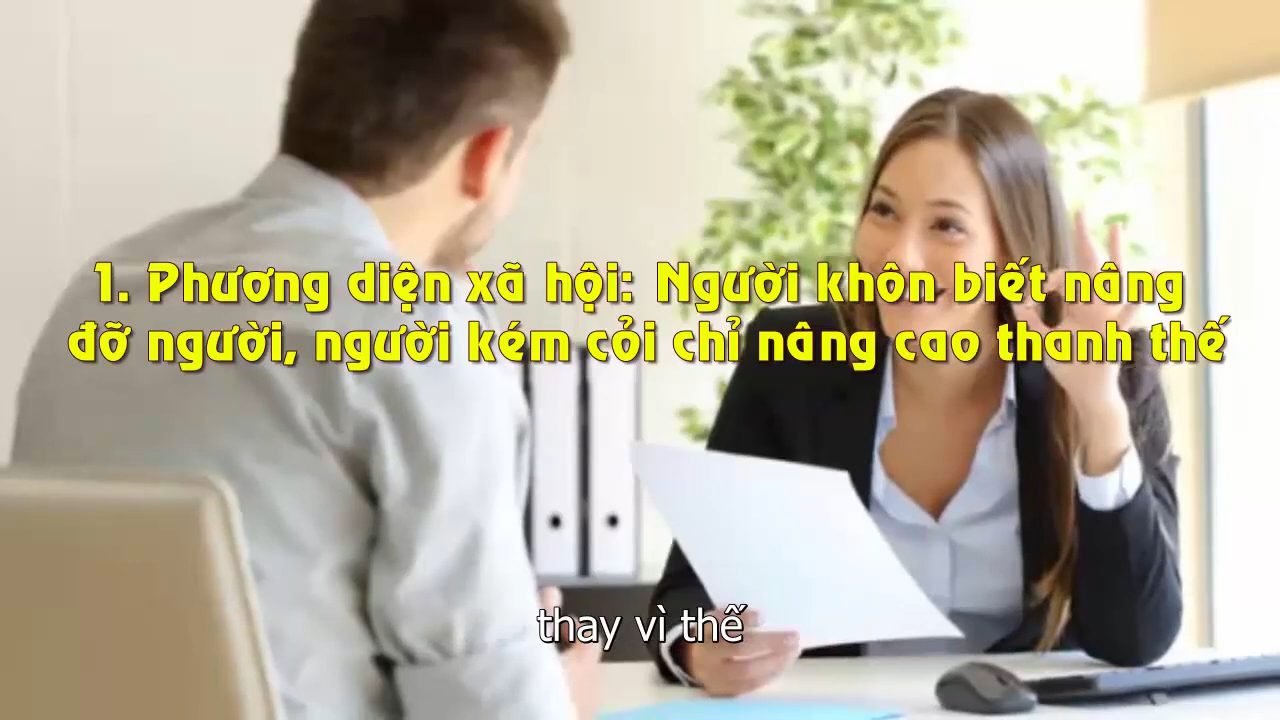 1. Phương diện xã hội: Người khôn biết nâng
đỡ người, người kém cỏi chỉ nâng cao thanh thế
thay vì thế